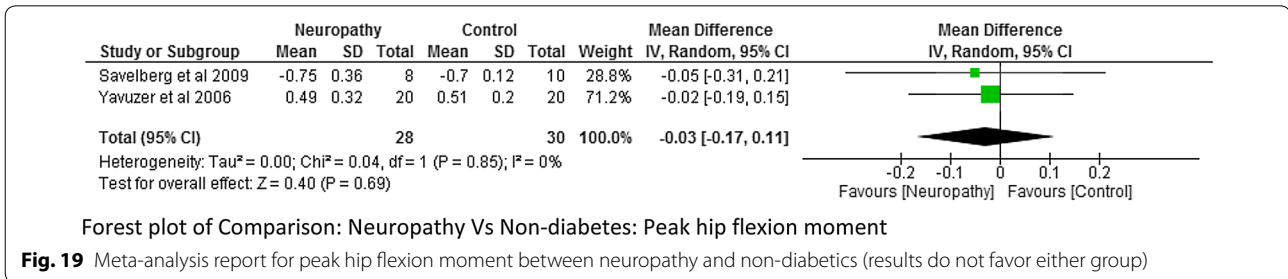 Neuropathy Control Mean Difference Mean Difference
Study or Subgroup Mean SD Total Mean SD Total Weight IV, Random, 95% CI IV, Random, 95% CI
Savelberg et al 2009 -0.75 0.36 8 -0.7 0.12 10 28.8% -0.05 [-0.31, 0.21]
Yavuzer et al 2006 0.49 0.32 20 0.51 0.2 20 71.2% -0.02 [-0.19, 0.15]
Total (95% CI) 28 30 100.0% -0.03 [-0.17, 0.11]
Heterogeneity: Tau² = 0.00; Chi² = 0.04, df = 1 (P = 0.85); I² = 0%
Test for overall effect: Z = 0.40 (P = 0.69)
-0.2 -0.1 0 0.1 0.2
Favours [Neuropathy] Favours [Control]
Forest plot of Comparison: Neuropathy Vs Non-diabetes: Peak hip flexion moment
Fig. 19 Meta-analysis report for peak hip flexion moment between neuropathy and non-diabetics (results do not favor either group)